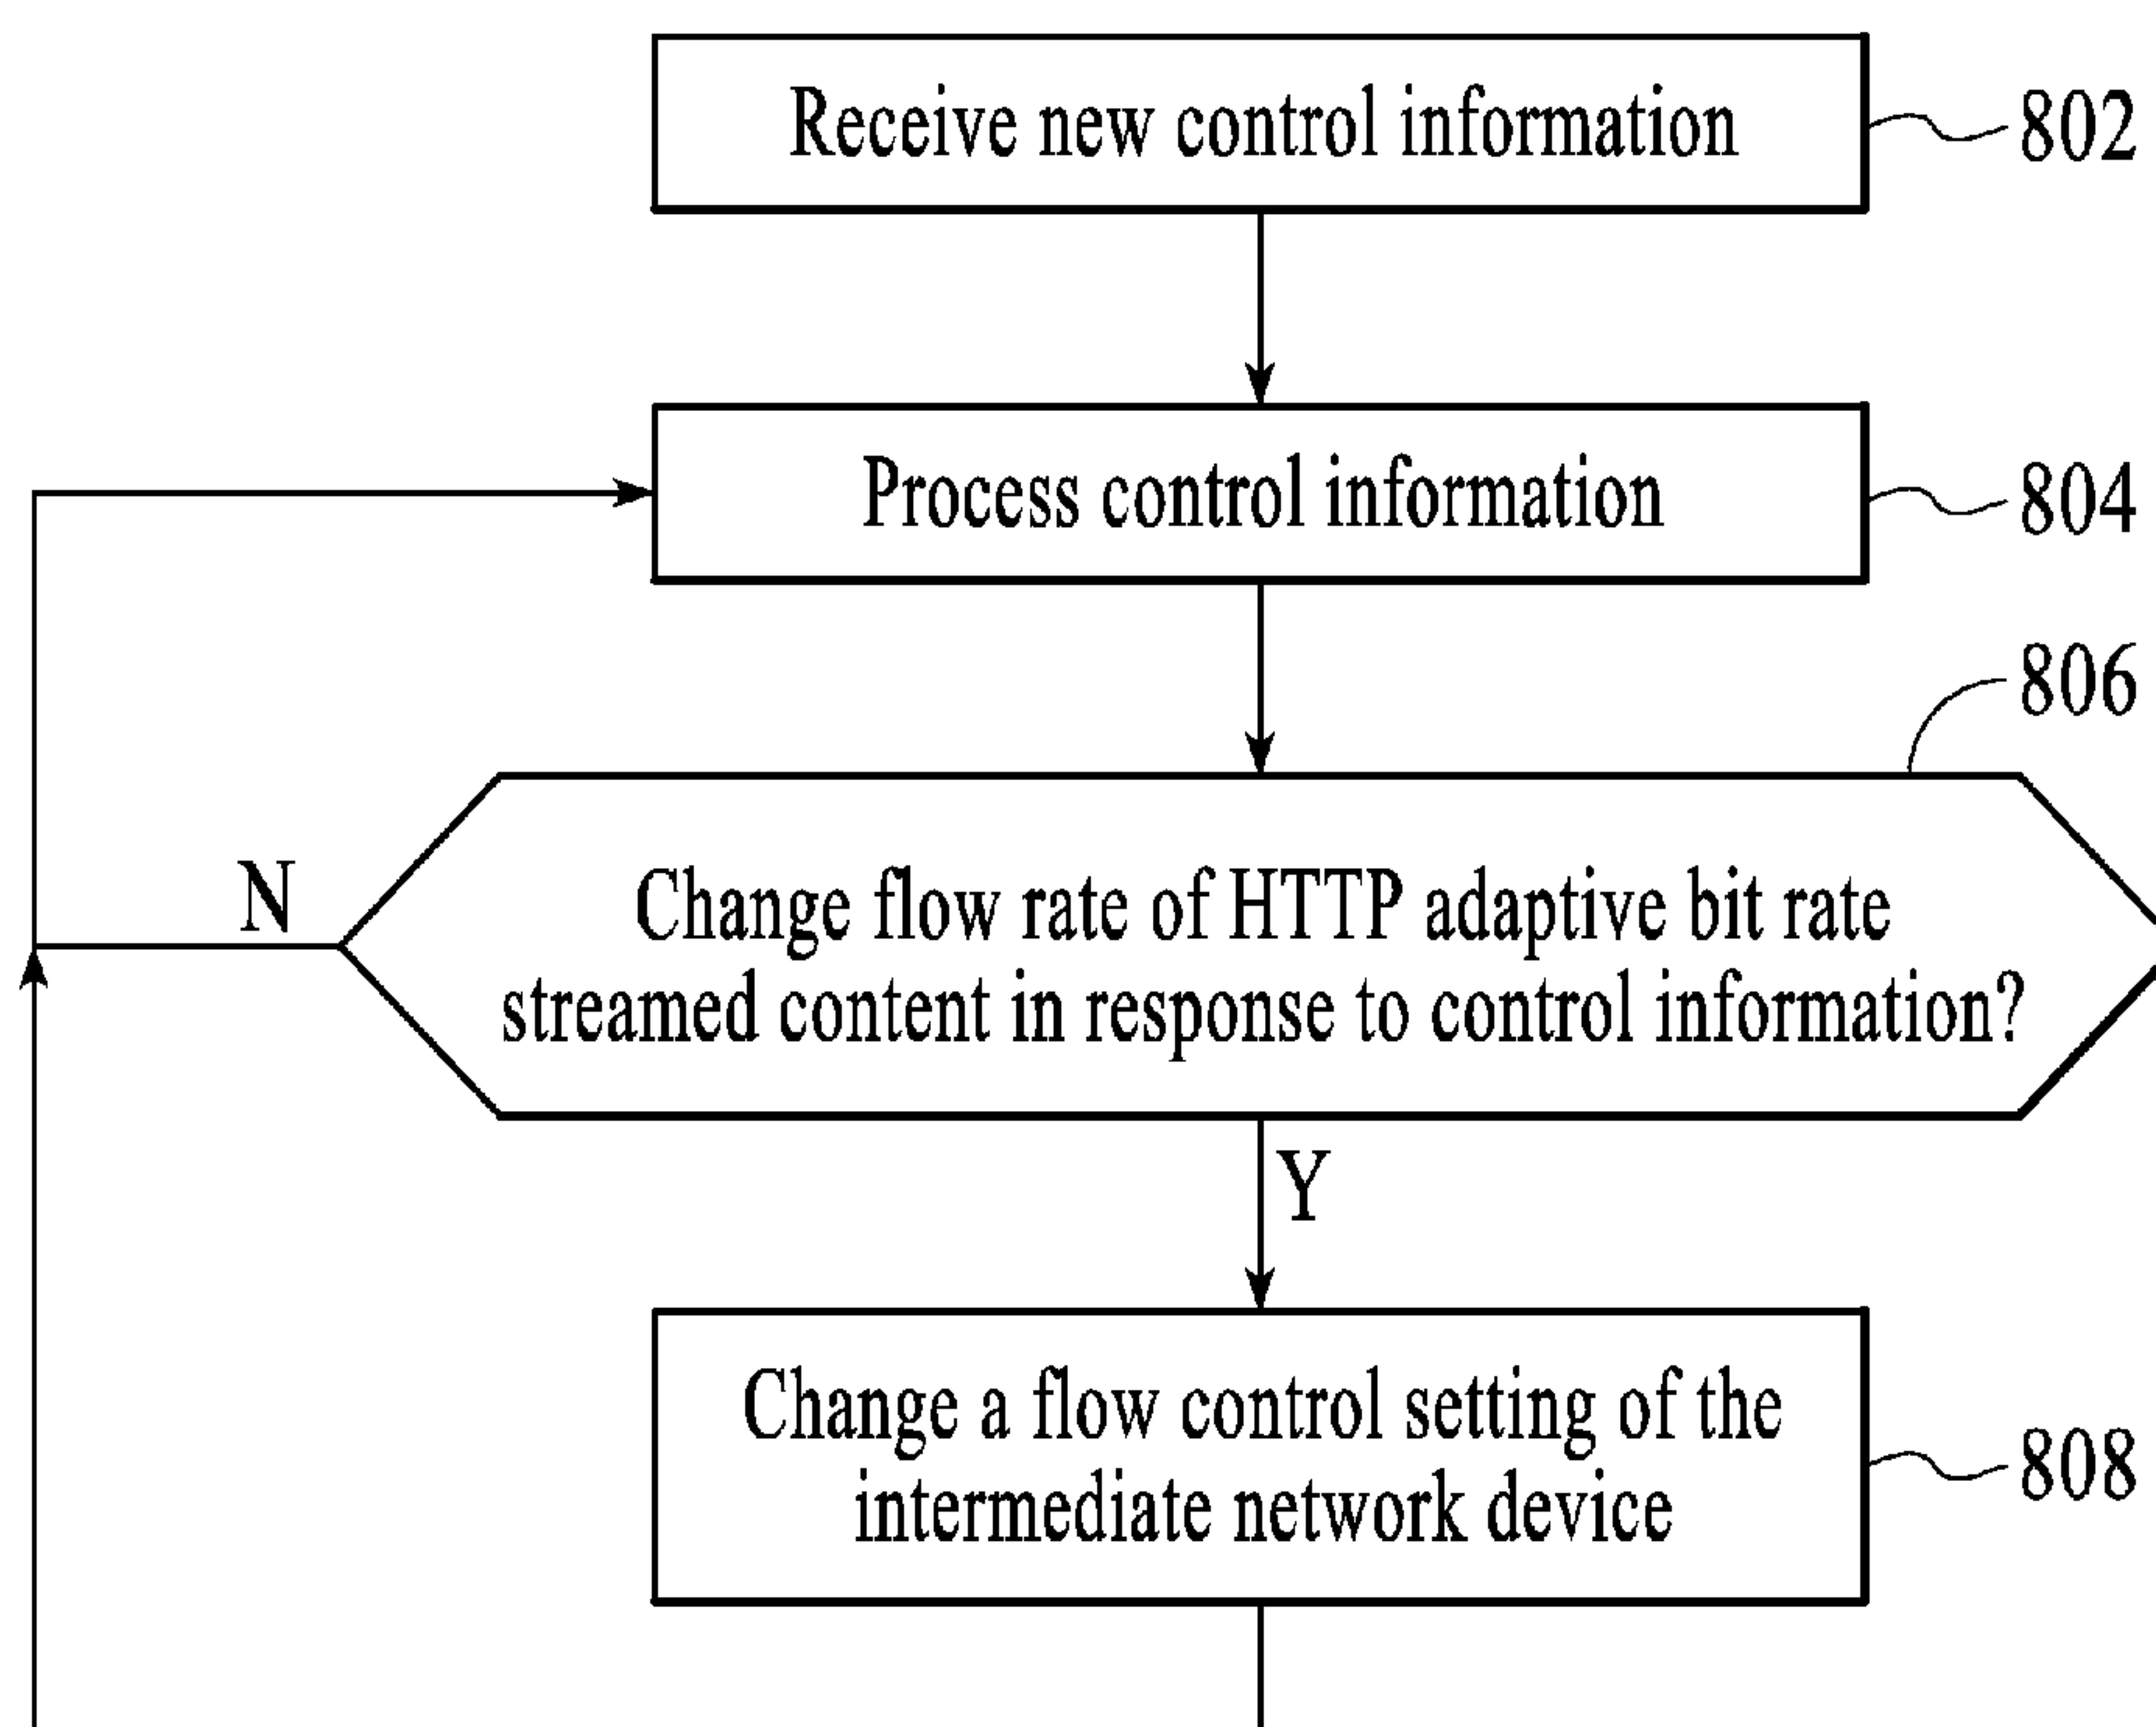 Receive new control information
802
Process control information
804
806
N
Change flow rate of HTTP adaptive bit rate
streamed content in response to control information?
Y
Change a flow control setting of the
intermediate network device
808